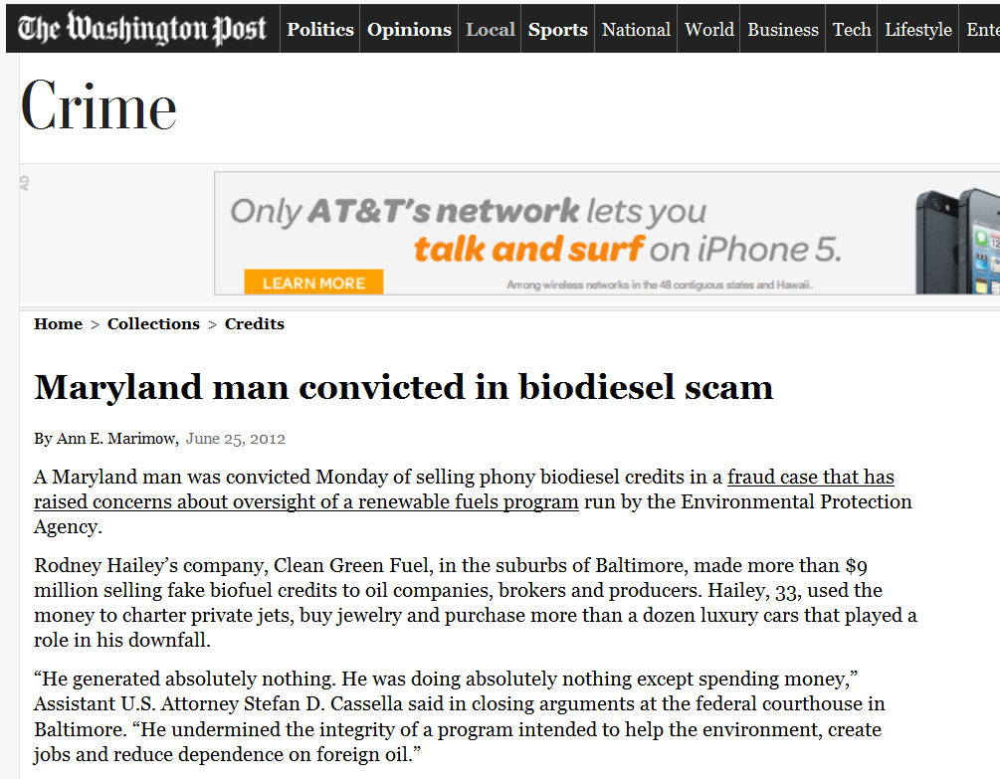 The Washington Post Politics Opinions Local Sports National World Business Tech Lifestyle Ente
Crime
AD
Only AT&T's network lets you
talk and surf on iPhone 5.
LEARN MORE Among wireless networks in the 48 contiguous states and Hawaii.
Home > Collections > Credits
Maryland man convicted in biodiesel scam
By Ann E. Marimow, June 25, 2012
A Maryland man was convicted Monday of selling phony biodiesel credits in a fraud case that has
raised concerns about oversight of a renewable fuels program run by the Environmental Protection
Agency.
Rodney Hailey’s company, Clean Green Fuel, in the suburbs of Baltimore, made more than $9
million selling fake biofuel credits to oil companies, brokers and producers. Hailey, 33, used the
money to charter private jets, buy jewelry and purchase more than a dozen luxury cars that played a
role in his downfall.
“He generated absolutely nothing. He was doing absolutely nothing except spending money,”
Assistant U.S. Attorney Stefan D. Cassella said in closing arguments at the federal courthouse in
Baltimore. “He undermined the integrity of a program intended to help the environment, create
jobs and reduce dependence on foreign oil.”